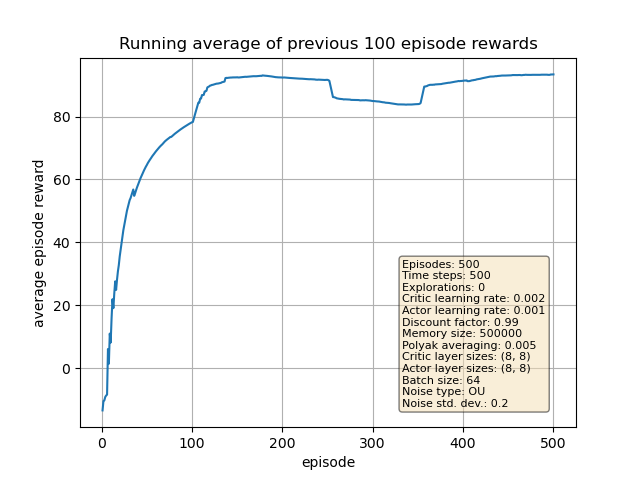 Running average of previous 100 episode rewards
average episode reward
80
60
40
20
0
Episodes: 500
Time steps: 500
Explorations: 0
Critic learning rate: 0.002
Actor learning rate: 0.001
Discount factor: 0.99
Memory size: 500000
Polyak averaging: 0.005
Critic layer sizes: (8, 8)
Actor layer sizes: (8, 8)
Batch size: 64
Noise type: OU
Noise std. dev.: 0.2
0 100 200 300 400 500
episode